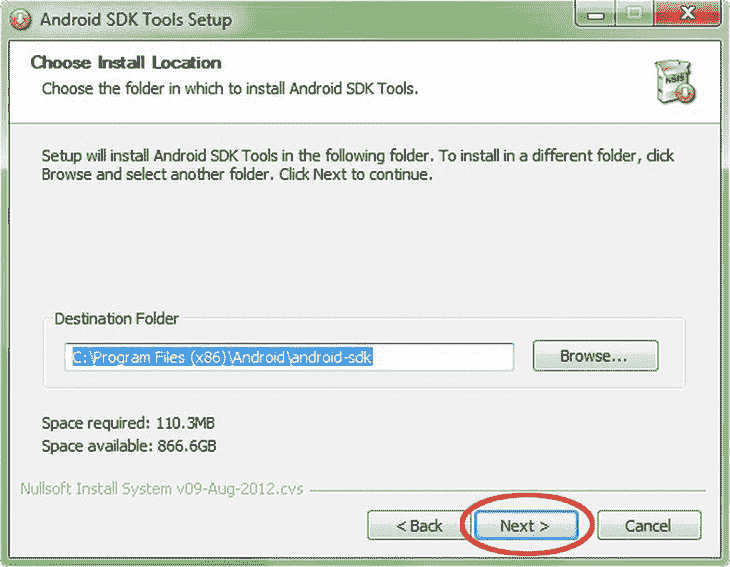 Android SDK Tools Setup
Choose Install Location
Choose the folder in which to install Android SDK Tools.
NSIS
Setup will install Android SDK Tools in the following folder. To install in a different folder, click
Browse and select another folder. Click Next to continue.
Destination Folder
C:\Program Files (x86)\Android\android-sdk
Browse...
Space required: 110.3MB
Space available: 866.6GB
Nullsoft Install System v09-Aug-2012.cvs
< Back
Next >
Cancel